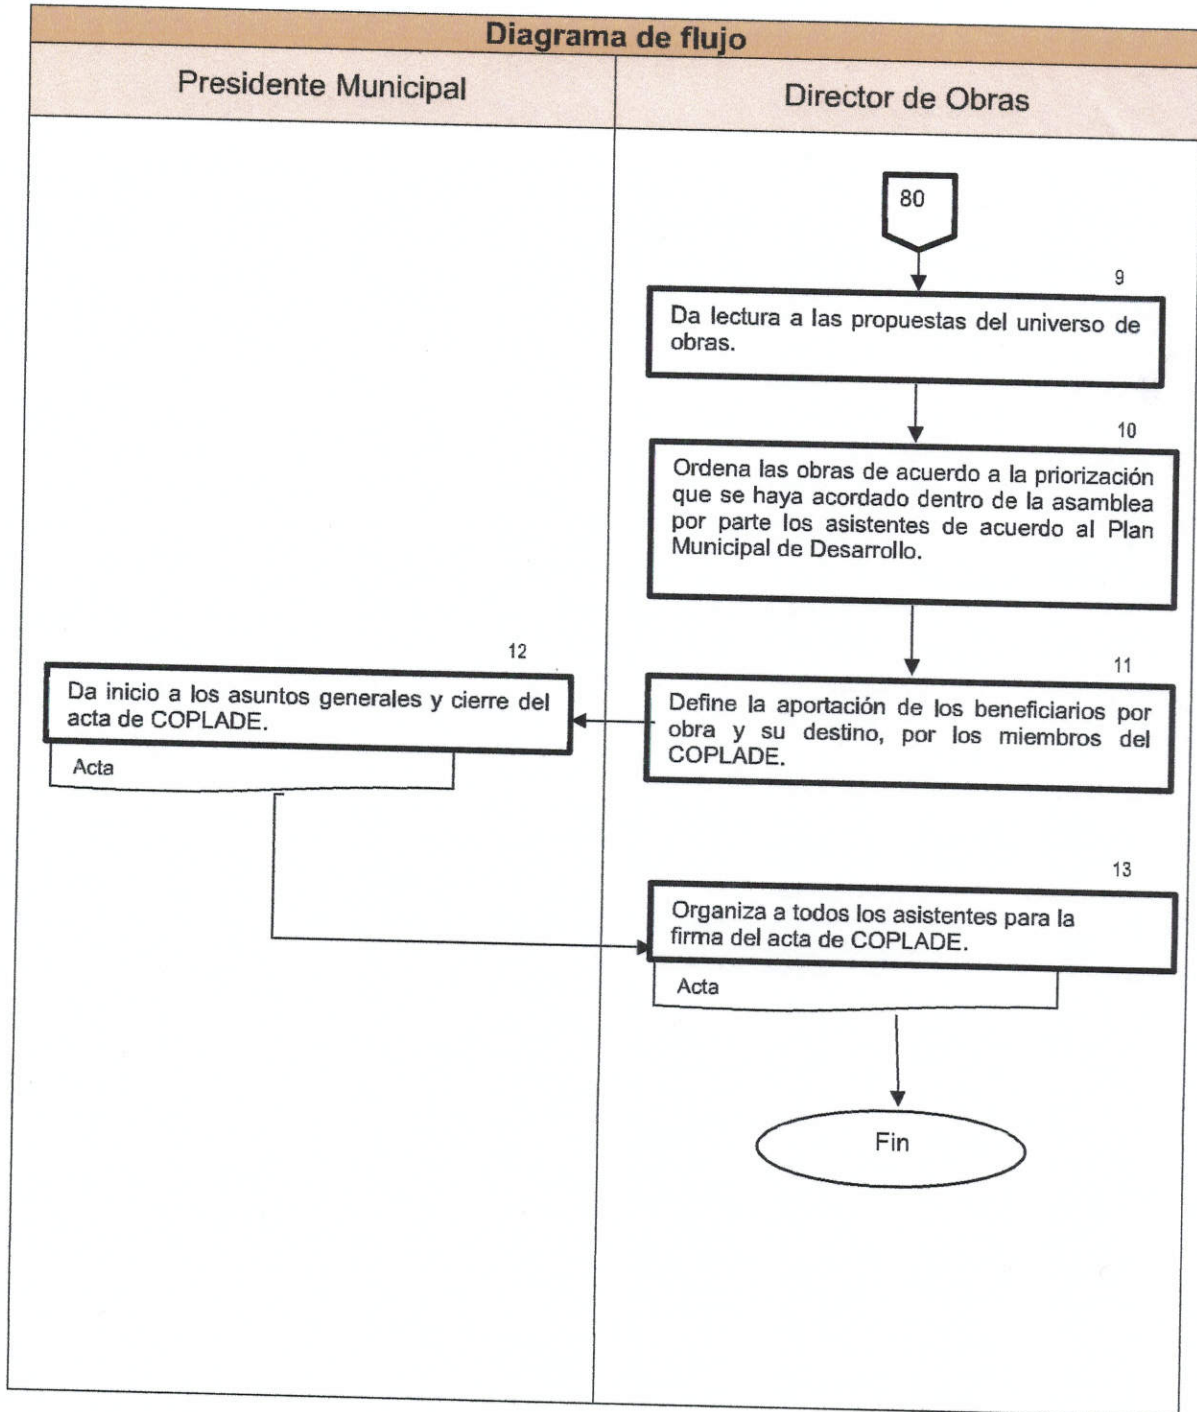 Diagrama de flujo
Presidente Municipal
Director de Obras
80
9
Da lectura a las propuestas del universo de
obras.
10
Ordena las obras de acuerdo a la priorización
que se haya acordado dentro de la asamblea
por parte los asistentes de acuerdo al Plan
Municipal de Desarrollo.
11
Define la aportación de los beneficiarios por
obra y su destino, por los miembros del
COPLADE.
12
Da inicio a los asuntos generales y cierre del
acta de COPLADE.
Acta
13
Organiza a todos los asistentes para la
firma del acta de COPLADE.
Acta
Fin